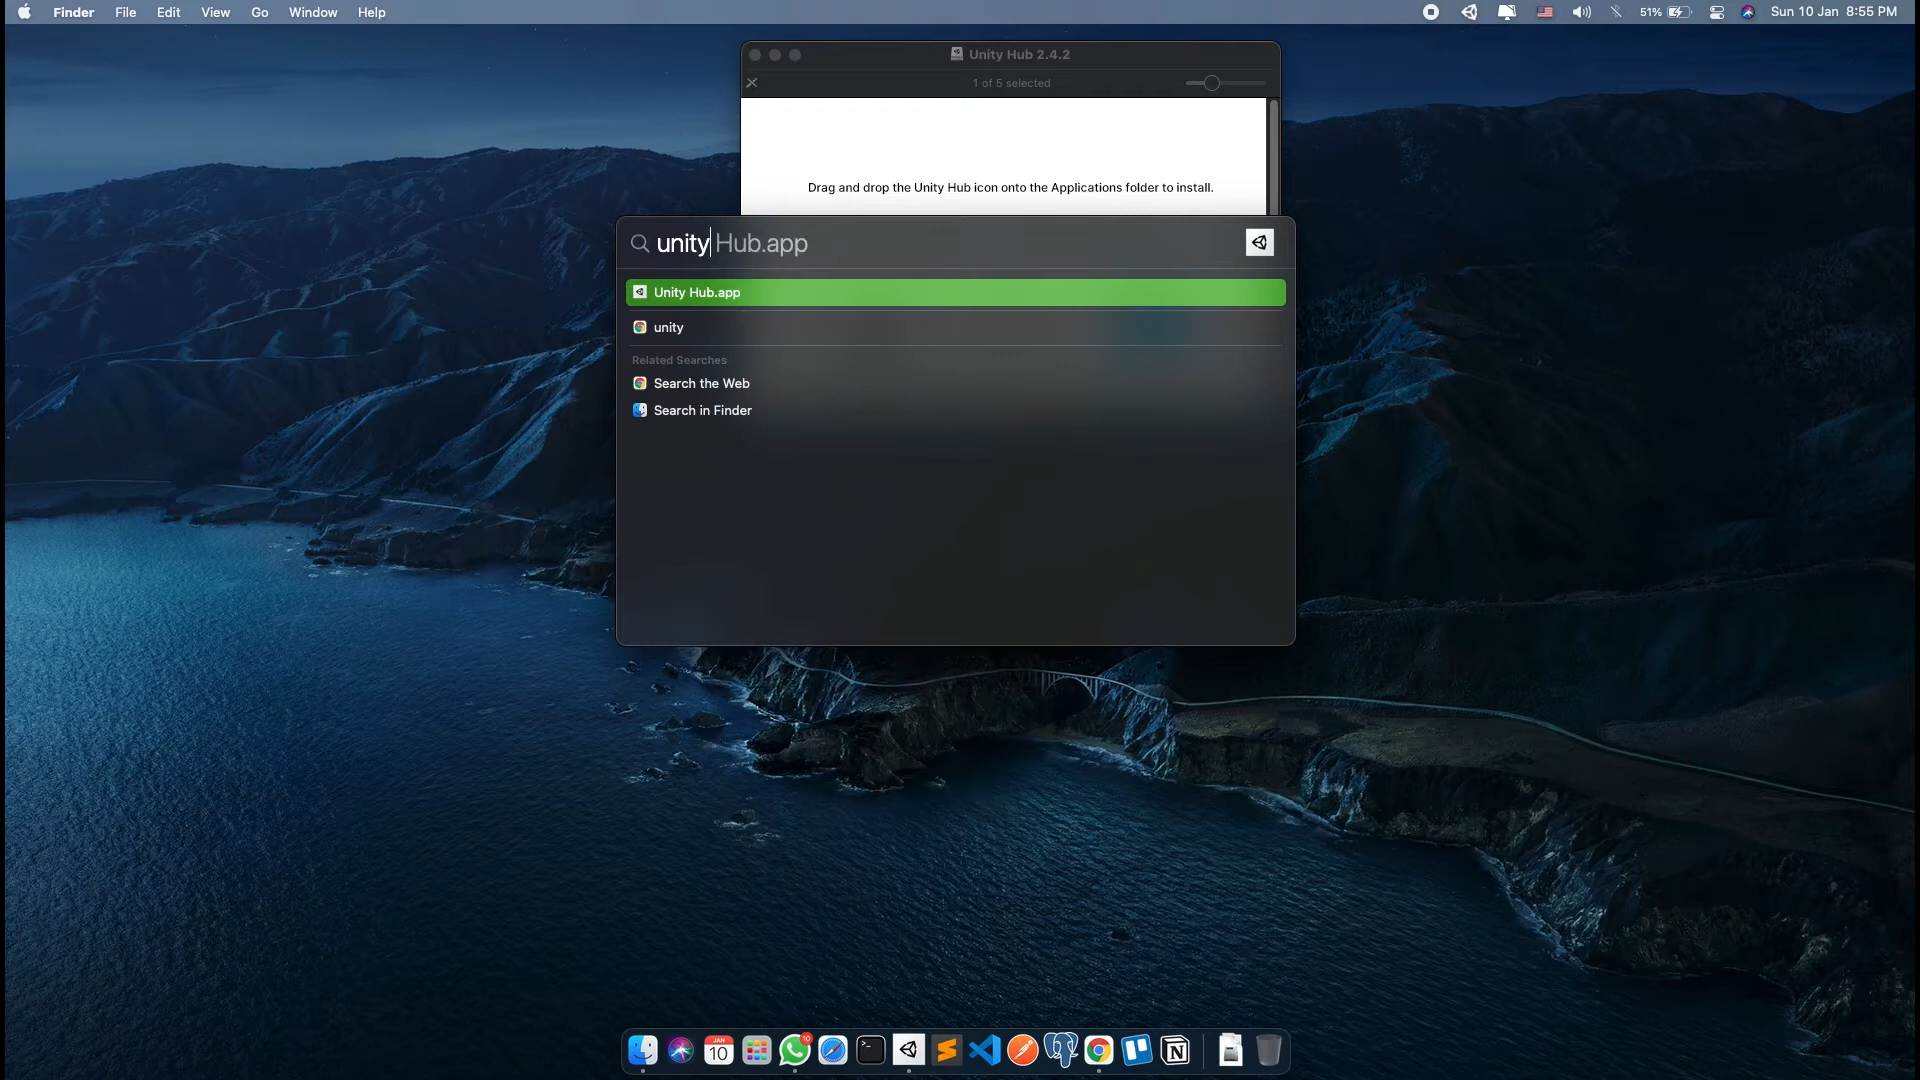 Finder File Edit View Go Window Help
51% Sun 10 Jan 8:55 PM
Unity Hub 2.4.2
1 of 5 selected
Drag and drop the Unity Hub icon onto the Applications folder to install.
unity Hub.app
Unity Hub.app
unity
Related Searches
Search the Web
Search in Finder
JAN
10
10